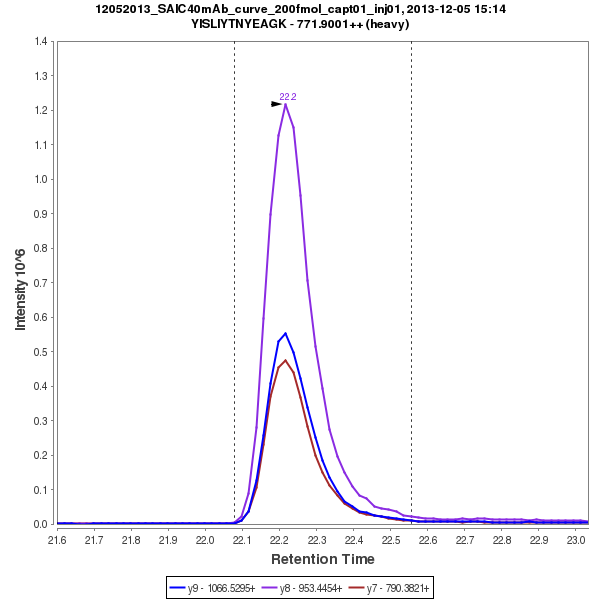 12052013_SAIC40mAb_curve_200fmol_capt01_inj01, 2013-12-05 15:14
YISLIYTNYEAGK - 771.9001++ (heavy)
1.4
1.3
1.2
1.1
1.0
0.9
0.8
0.7
0.6
0.5
0.4
0.3
0.2
0.1
0.0
Intensity 10^6
22.2
21.6 21.7 21.8 21.9 22.0 22.1 22.2 22.3 22.4 22.5 22.6 22.7 22.8 22.9 23.0
Retention Time
y9 - 1066.5295+ y8 - 953.4454+ y7 - 790.3821+